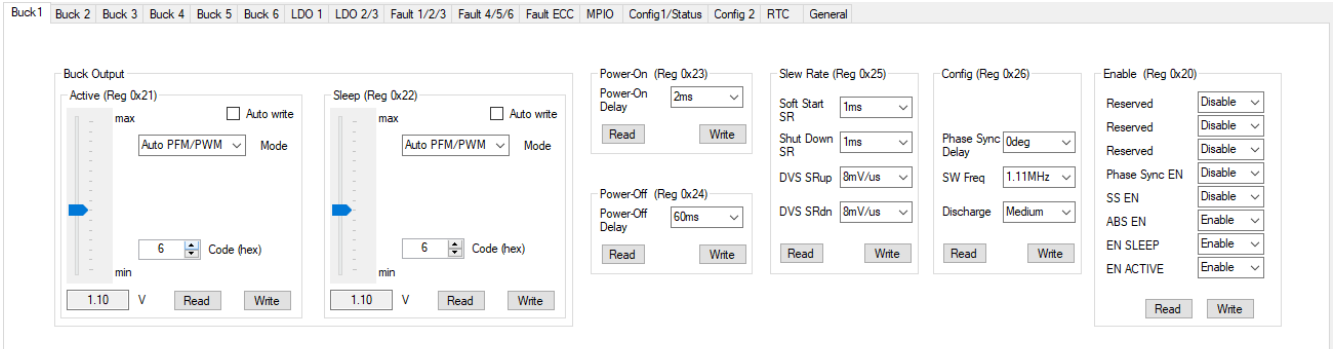 Buck1 Buck 2 Buck 3 Buck 4 Buck 5 Buck 6 LDO 1 LDO 2/3 Fault 1/2/3 Fault 4/5/6 Fault ECC MPIO Config1/Status Config 2 RTC General
Buck Output
Active (Reg 0x21)
max
Auto write
Auto PFM/PWM Mode
6 Code (hex)
min
1.10 V Read Write
Sleep (Reg 0x22)
max
Auto write
Auto PFM/PWM Mode
6 Code (hex)
min
1.10 V Read Write
Power-On (Reg 0x23)
Power-On
Delay
2ms
Read Write
Power-Off (Reg 0x24)
Power-Off
Delay
60ms
Read Write
Slew Rate (Reg 0x25)
Soft Start
SR
1ms
Shut Down
SR
1ms
DVS SRup 8mV/us
DVS SRdn 8mV/us
Read Write
Config (Reg 0x26)
Phase Sync
Delay
0deg
SW Freq 1.11MHz
Discharge Medium
Read Write
Enable (Reg 0x20)
Reserved Disable
Reserved Disable
Reserved Disable
Phase Sync EN Disable
SS EN Disable
ABS EN Enable
EN SLEEP Enable
EN ACTIVE Enable
Read Write